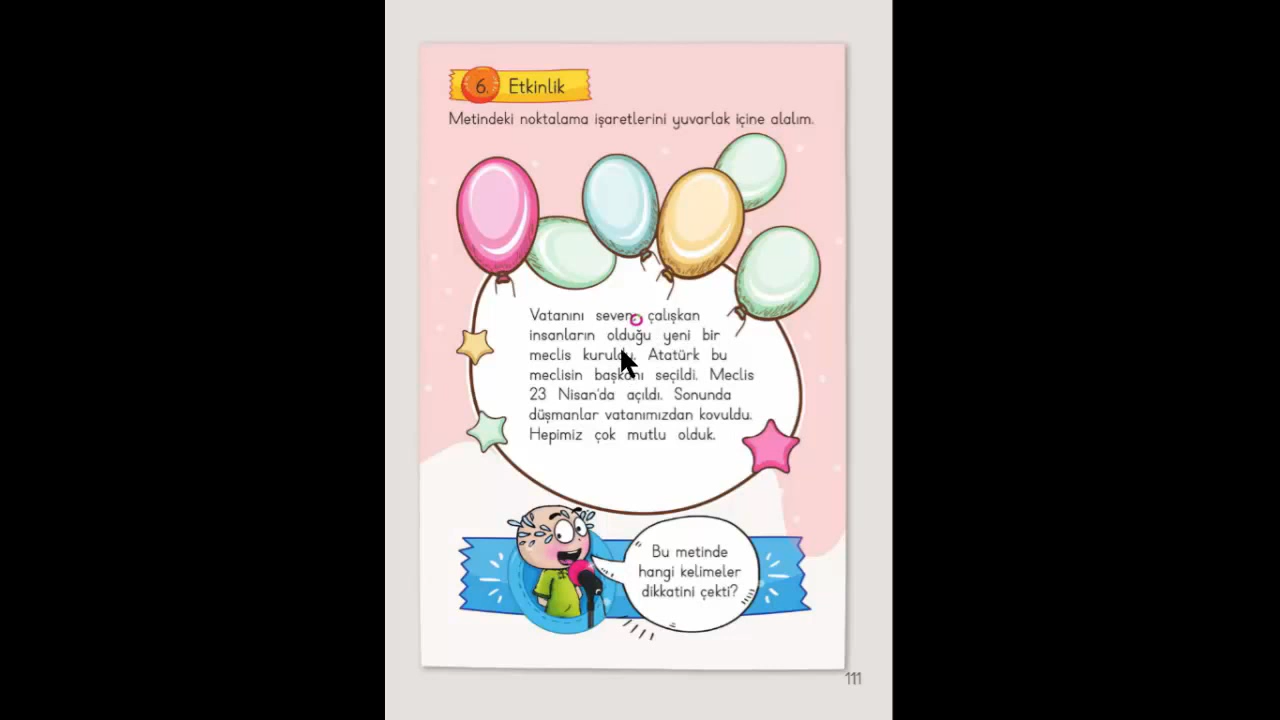 6. Etkinlik
Metindeki noktalama işaretlerini yuvarlak içine alalım.
Vatanını seven, çalışkan
insanların olduğu yeni bir
meclis kuruldu. Atatürk bu
meclisin başkanı seçildi. Meclis
23 Nisan'da açıldı. Sonunda
düşmanlar vatanımızdan kovuldu.
Hepimiz çok mutlu olduk.
Bu metinde
hangi kelimeler
dikkatini çekti?
111